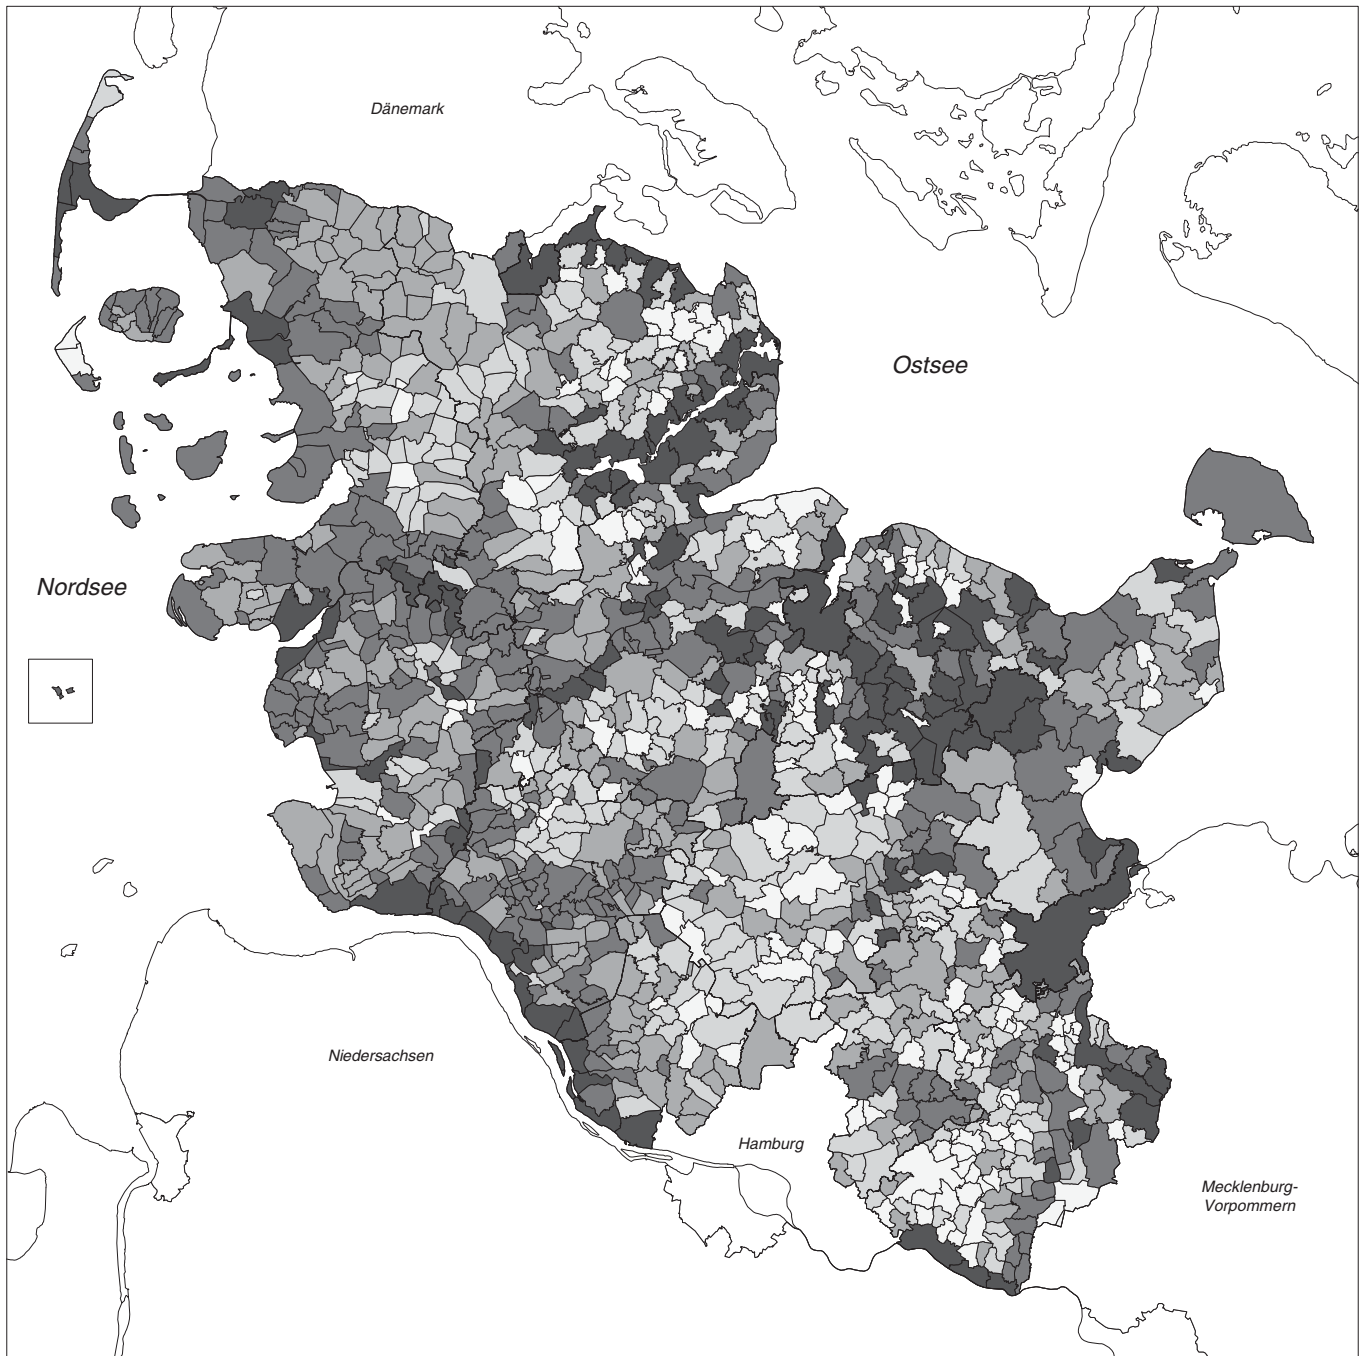 Dänemark
Ostsee
Nordsee
Niedersachsen
Hamburg
Mecklenburg-
Vorpommern